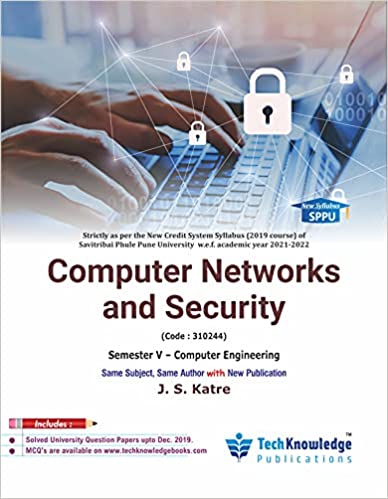 New Syllabus
SPPU
Strictly as per the New Credit System Syllabus (2019 course) of
Savitribai Phule Pune University w.e.f. academic year 2021-2022
Computer Networks
and Security
(Code : 310244)
Semester V – Computer Engineering
Same Subject, Same Author with New Publication
J. S. Katre
Includes :
Solved University Question Papers upto Dec. 2019.
MCQ's are available on www.techknowledgebooks.com.
TechKnowledge™
Publications